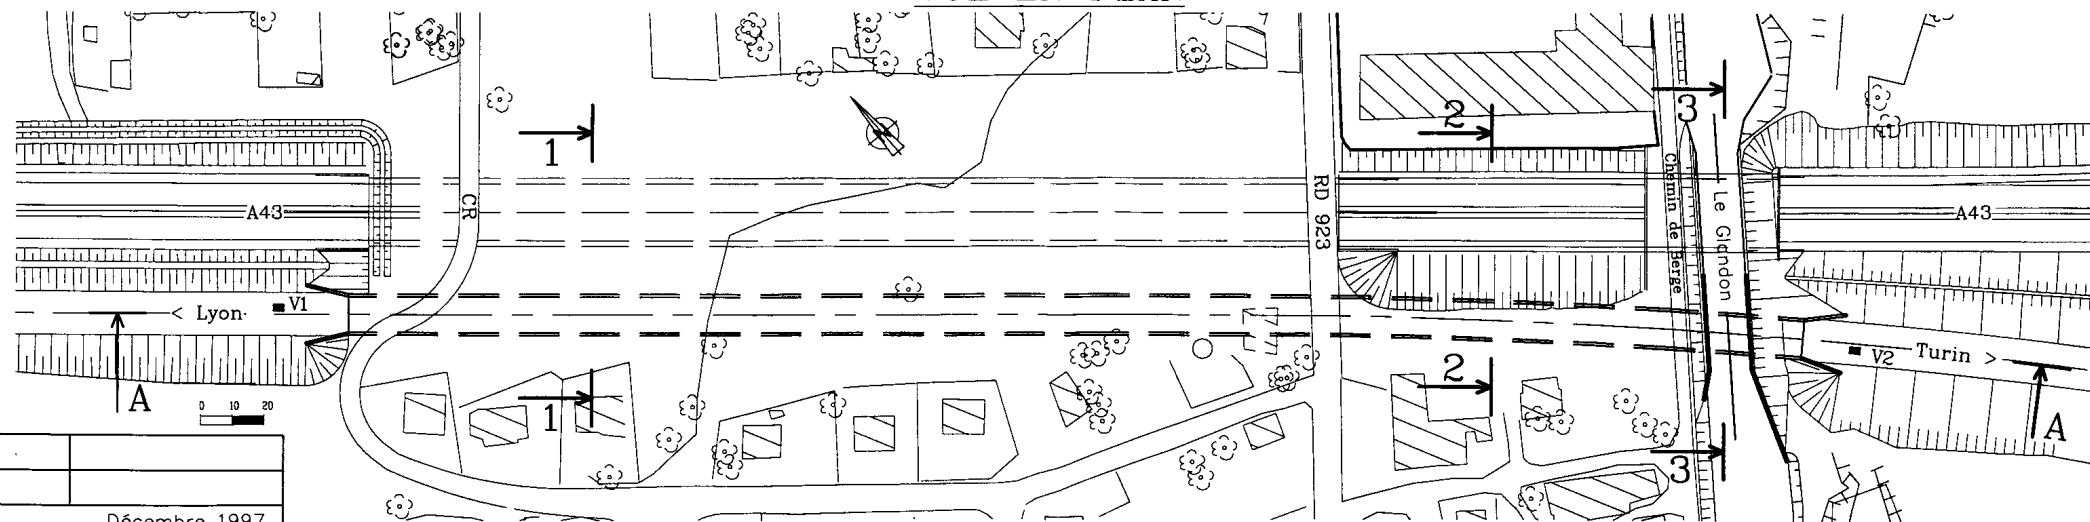 3
2
1
Chemin de Berge
CR
RD 923
Le Glandon
A43
A43
< Lyon
V1
V2
Turin >
2
A
0 10 20
1
A
3
Décembre 1997